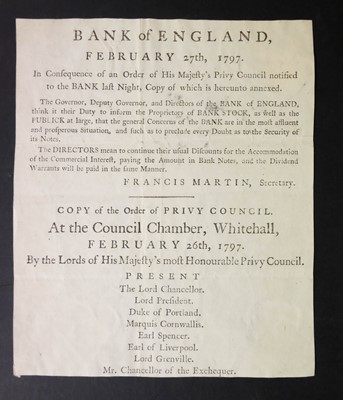 BANK of ENGLAND,
FEBRUARY 27th, 1797.
In Conſequence of an Order of His Majeſty's Privy Council notified
to the BANK laſt Night, Copy of which is hereunto annexed.
The Governor, Deputy Governor, and Directors of the BANK of ENGLAND,
think it their Duty to inform the Proprietors of BANK STOCK, as well as the
PUBLICK at large, that the general Concerns of the BANK are in the moſt affluent
and proſperous Situation, and ſuch as to preclude every Doubt as to the Security of
its Notes.
The DIRECTORS mean to continue their uſual Diſcounts for the Accommodation
of the Commercial Intereſt, paying the Amount in Bank Notes, and the Dividend
Warrants will be paid in the ſame Manner.
FRANCIS MARTIN, Secretary.
COPY of the Order of PRIVY COUNCIL.
At the Council Chamber, Whitehall,
FEBRUARY 26th, 1797.
By the Lords of His Majeſty's moſt Honourable Privy Council.
PRESENT
The Lord Chancellor.
Lord Preſident.
Duke of Portland.
Marquis Cornwallis.
Earl Spencer.
Earl of Liverpool.
Lord Grenville.
Mr. Chancellor of the Exchequer.